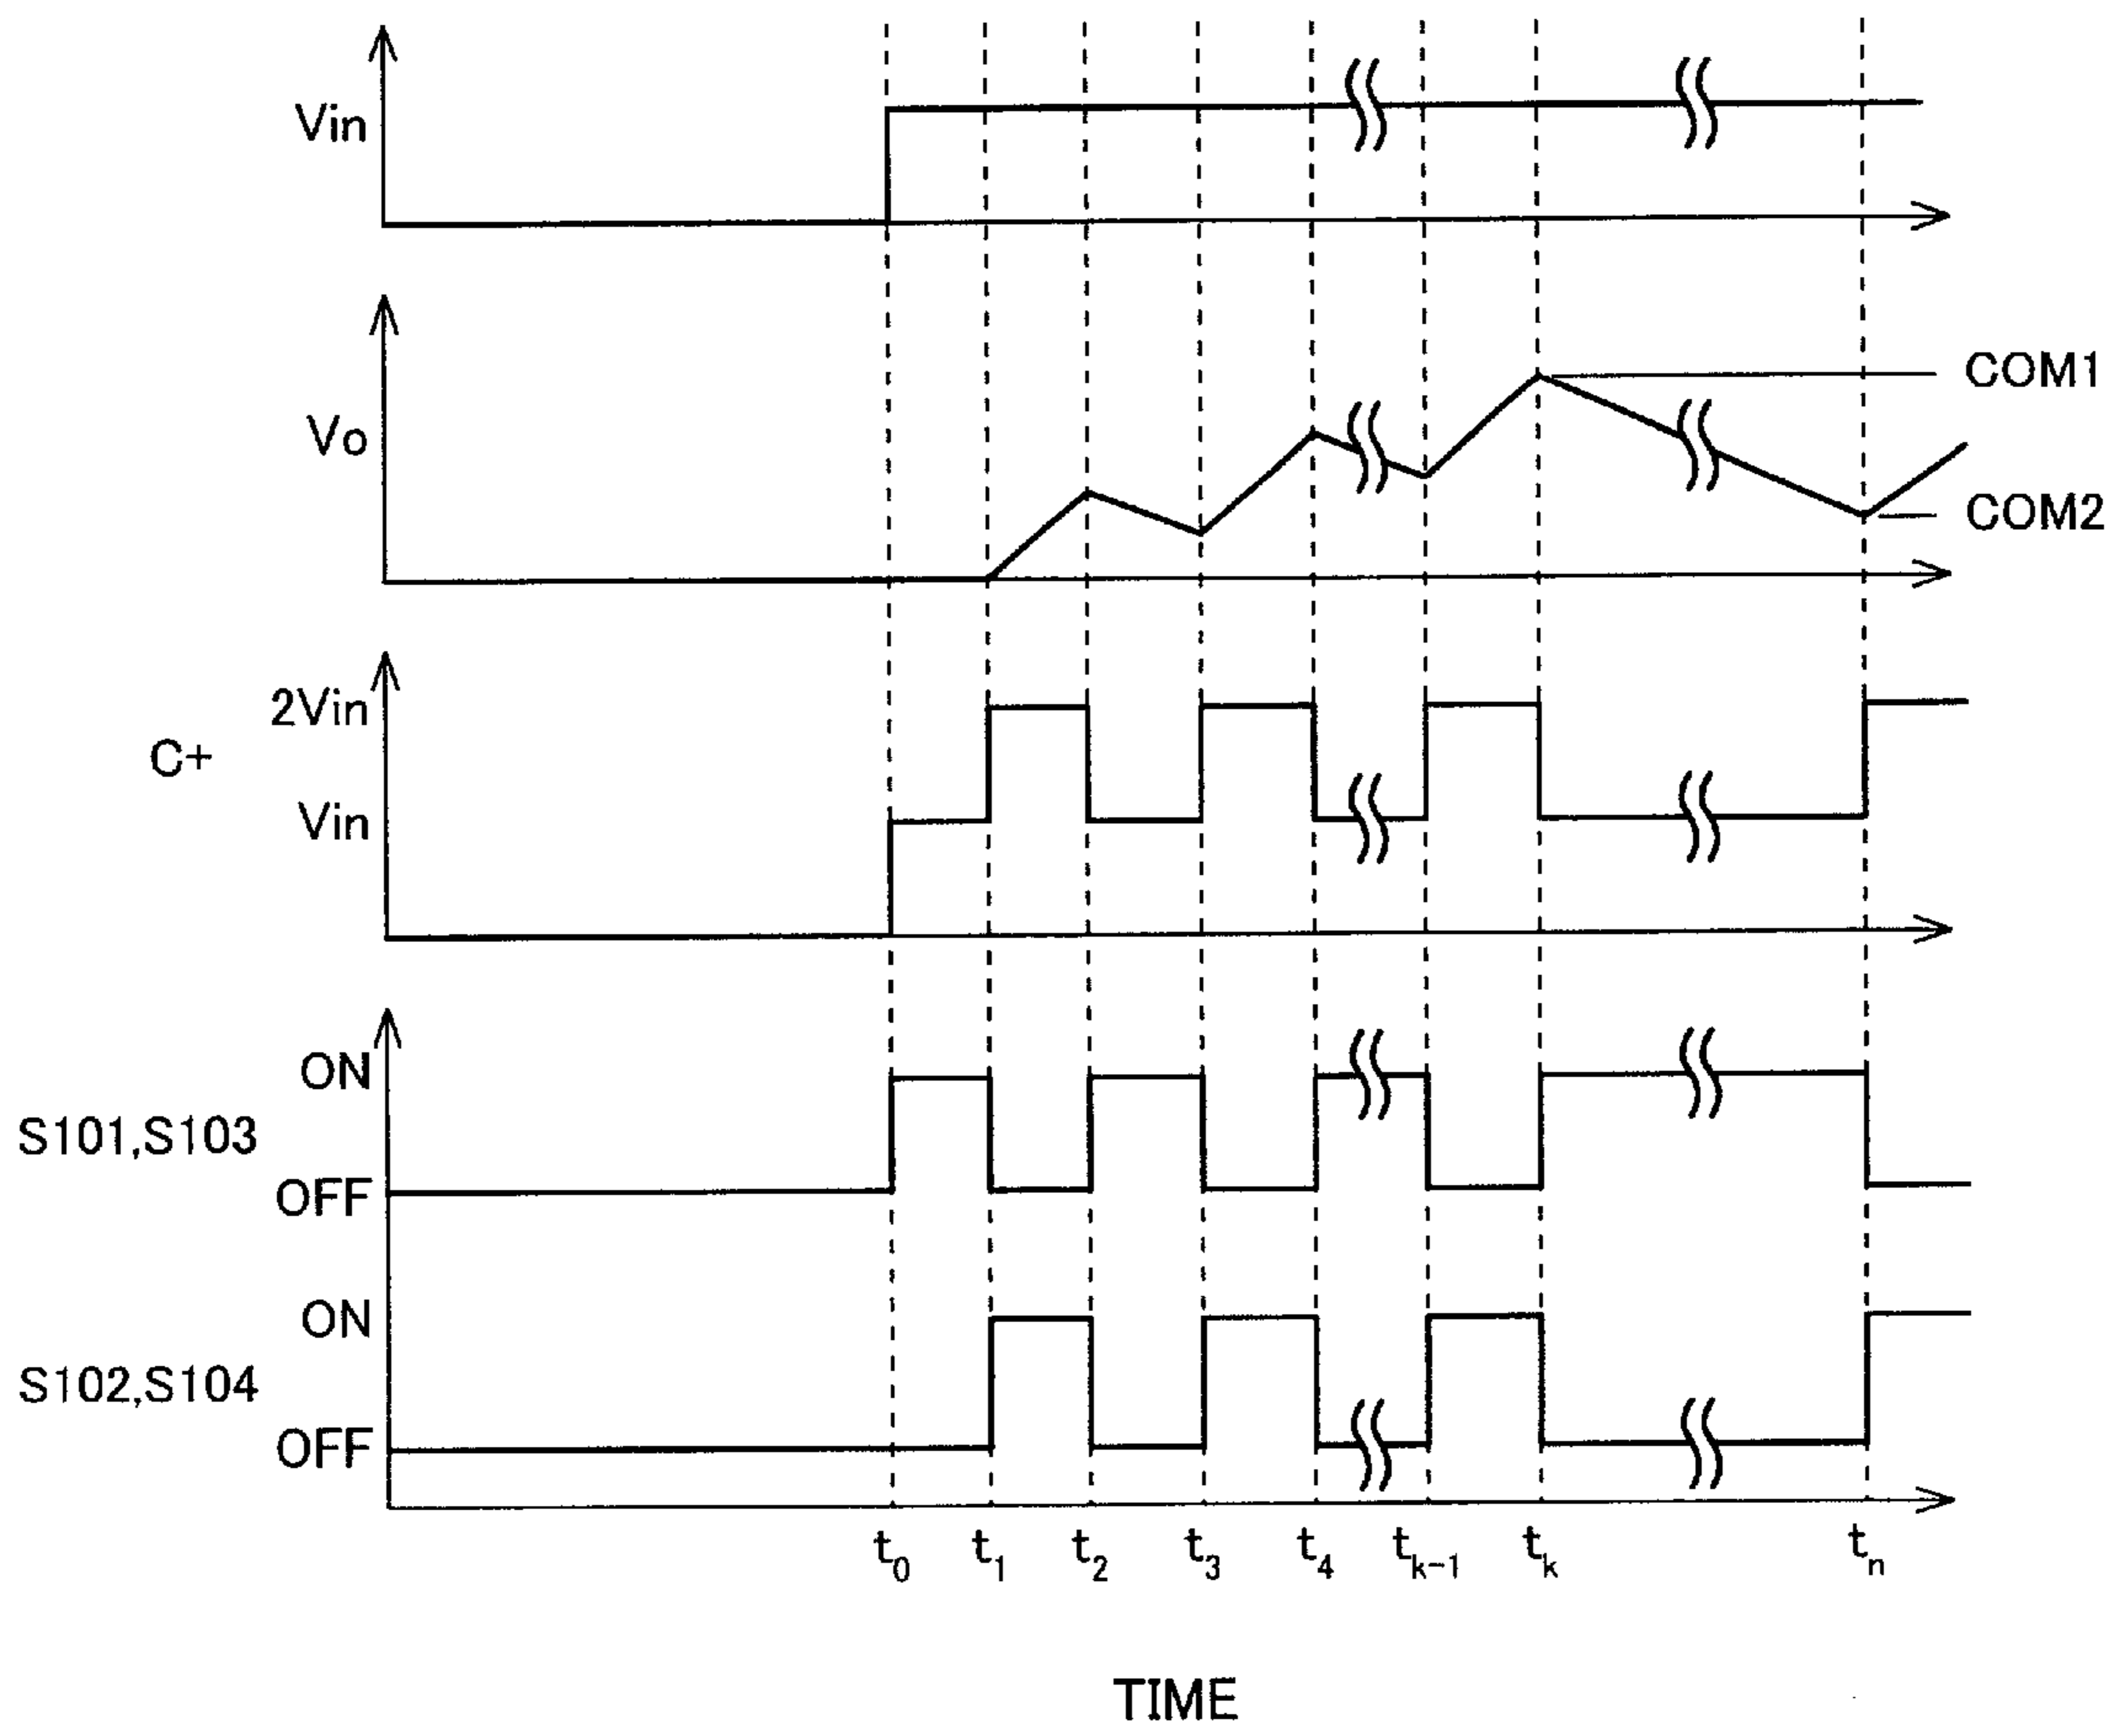 Vin
Vo
COM1
COM2
2Vin
C+
Vin
ON
S101,S103
OFF
ON
S102,S104
OFF
t0 t1 t2 t3 t4 tk-1 tk tn
TIME